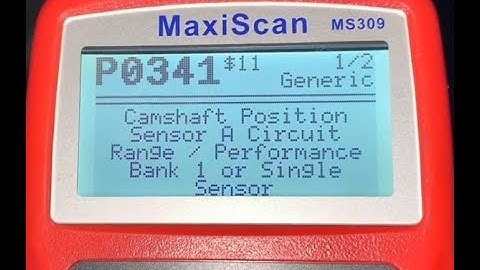 MaxiScan MS309
P0341 $11 1/2
Generic
Camshaft Position
Sensor A Circuit
Range / Performance
Bank 1 or Single
Sensor